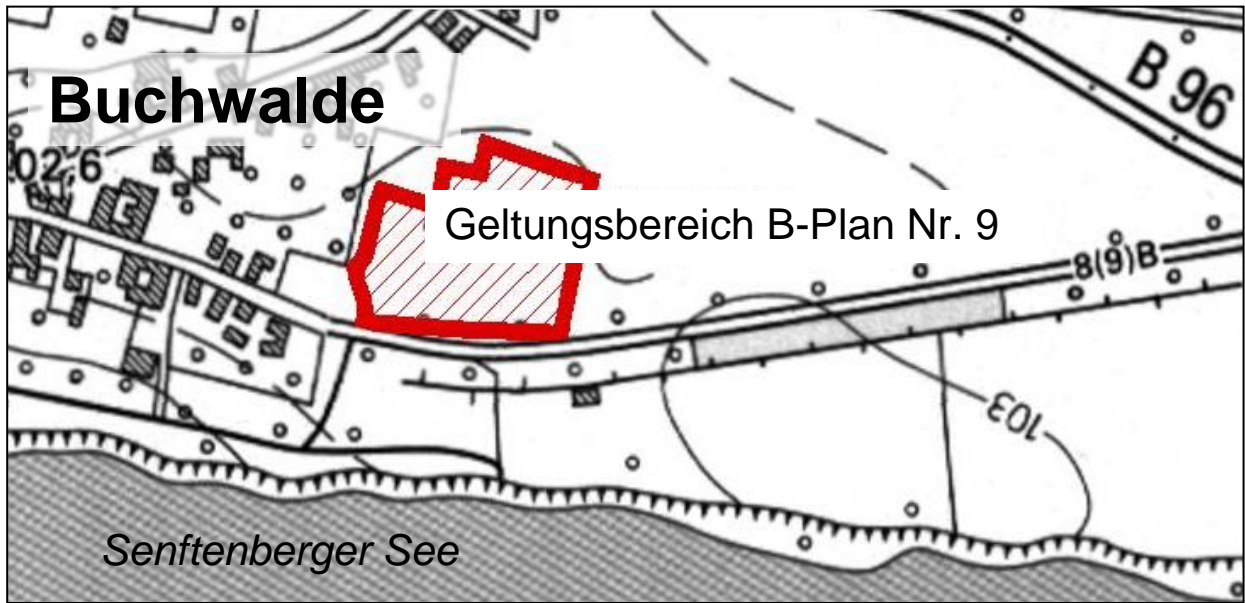 B 96
Buchwalde
02,6
Geltungsbereich B-Plan Nr. 9
8(9)B
103
Senftenberger See